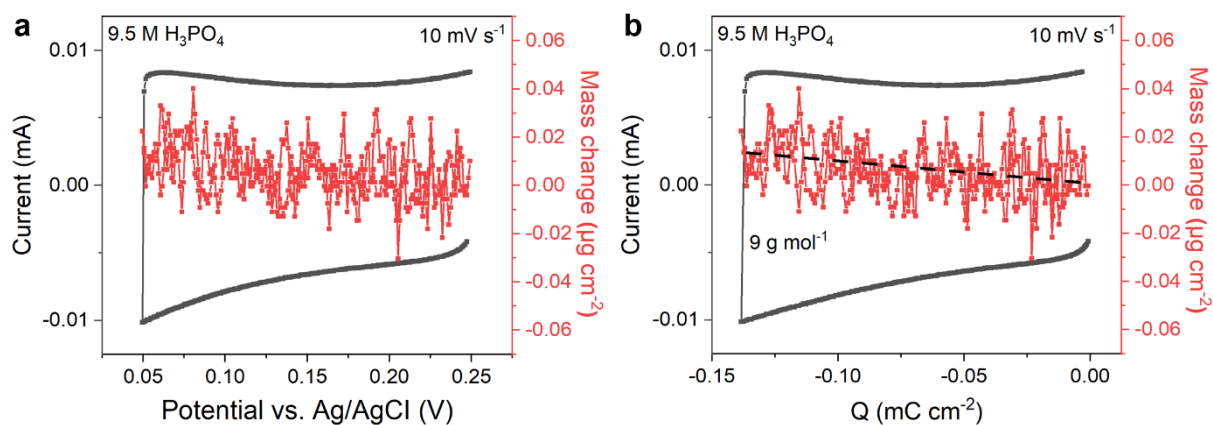 a
9.5 M H₃PO₄
10 mV s⁻¹
0.01
0.00
-0.01
Current (mA)
0.06
0.04
0.02
0.00
-0.02
-0.04
-0.06
Mass change (µg cm⁻²)
0.05
0.10
0.15
0.20
0.25
Potential vs. Ag/AgCl (V)
b
9.5 M H₃PO₄
10 mV s⁻¹
0.01
0.00
-0.01
Current (mA)
9 g mol⁻¹
0.06
0.04
0.02
0.00
-0.02
-0.04
-0.06
Mass change (µg cm⁻²)
-0.15
-0.10
-0.05
0.00
Q (mC cm⁻²)